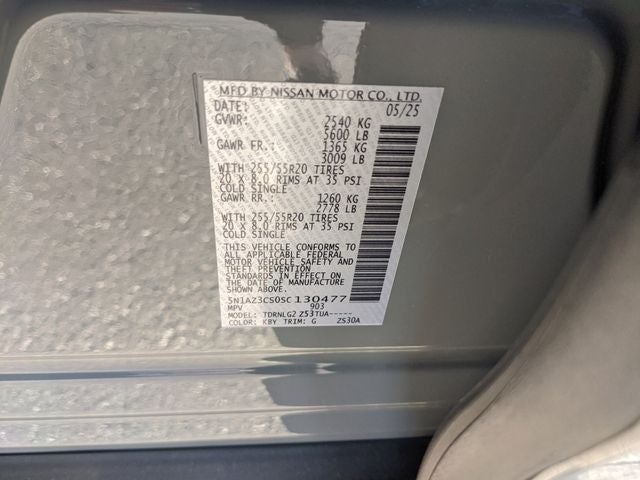 MFD BY NISSAN MOTOR CO., LTD.
DATE: 05/25
GVWR: 2540 KG
5600 LB
GAWR FR.: 1365 KG
3009 LB
WITH 255/55R20 TIRES
20 X 8.0 RIMS AT 35 PSI
COLD SINGLE
GAWR RR.: 1260 KG
2778 LB
WITH 255/55R20 TIRES
20 X 8.0 RIMS AT 35 PSI
COLD SINGLE
THIS VEHICLE CONFORMS TO
ALL APPLICABLE FEDERAL
MOTOR VEHICLE SAFETY AND
THEFT PREVENTION
STANDARDS IN EFFECT ON
THE DATE OF MANUFACTURE
SHOWN ABOVE.
5N1AZ3CS0SC130477
MPV 903
MODEL: TDRNLG2 Z53TUA-----
COLOR: KBY TRIM: G ZS30A